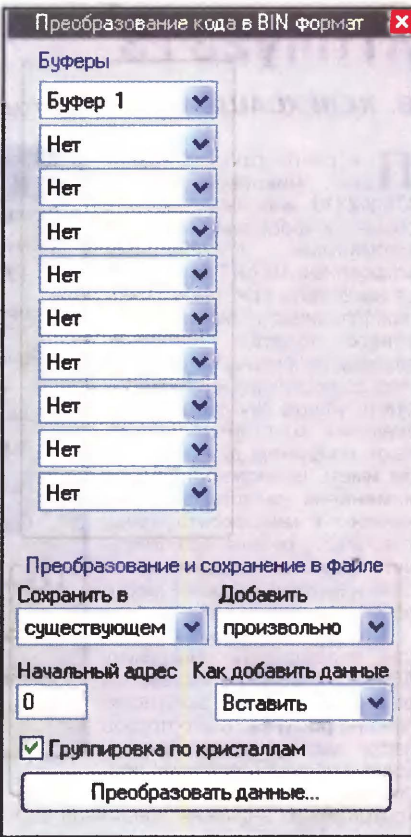 Преобразование кода в BIN формат
Буферы
Буфер 1
Нет
Нет
Нет
Нет
Нет
Нет
Нет
Нет
Нет
Преобразование и сохранение в файле
Сохранить в Добавить
существующем произвольно
Начальный адрес Как добавить данные
0 Вставить
Группировка по кристаллам
Преобразовать данные...